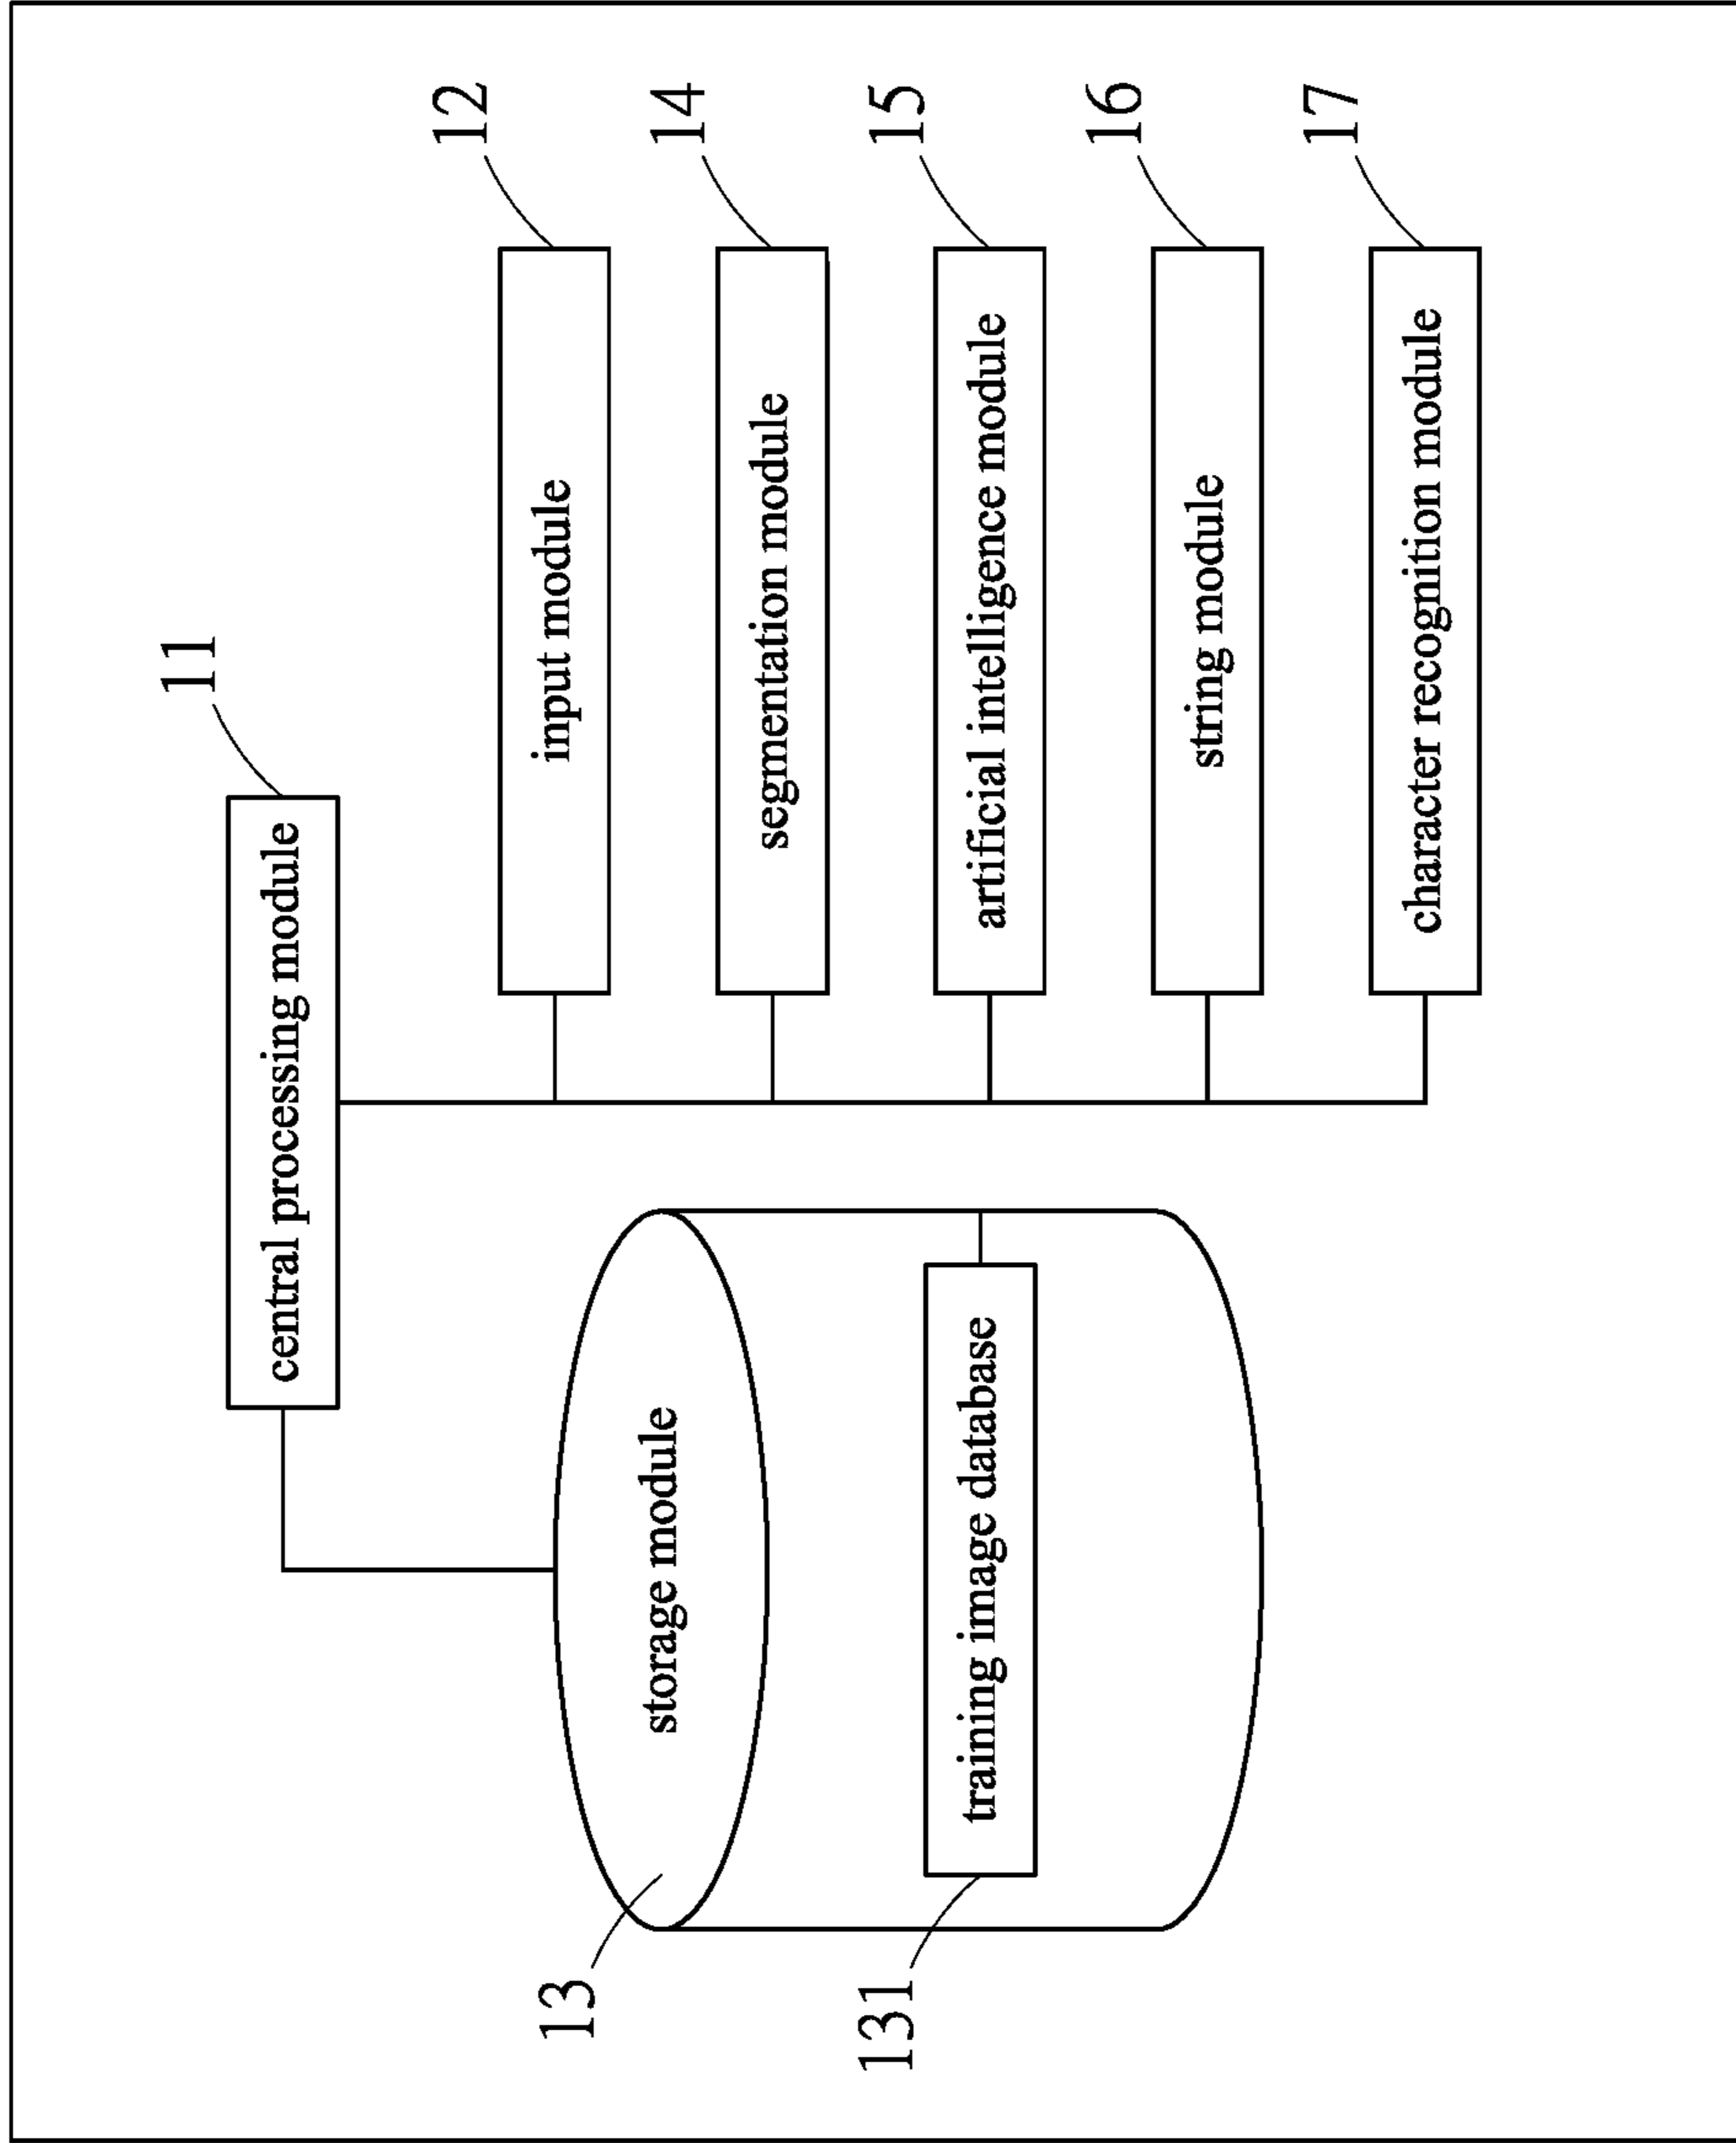 11
central processing module
13
storage module
131
training image database
12
input module
14
segmentation module
15
artificial intelligence module
16
string module
17
character recognition module